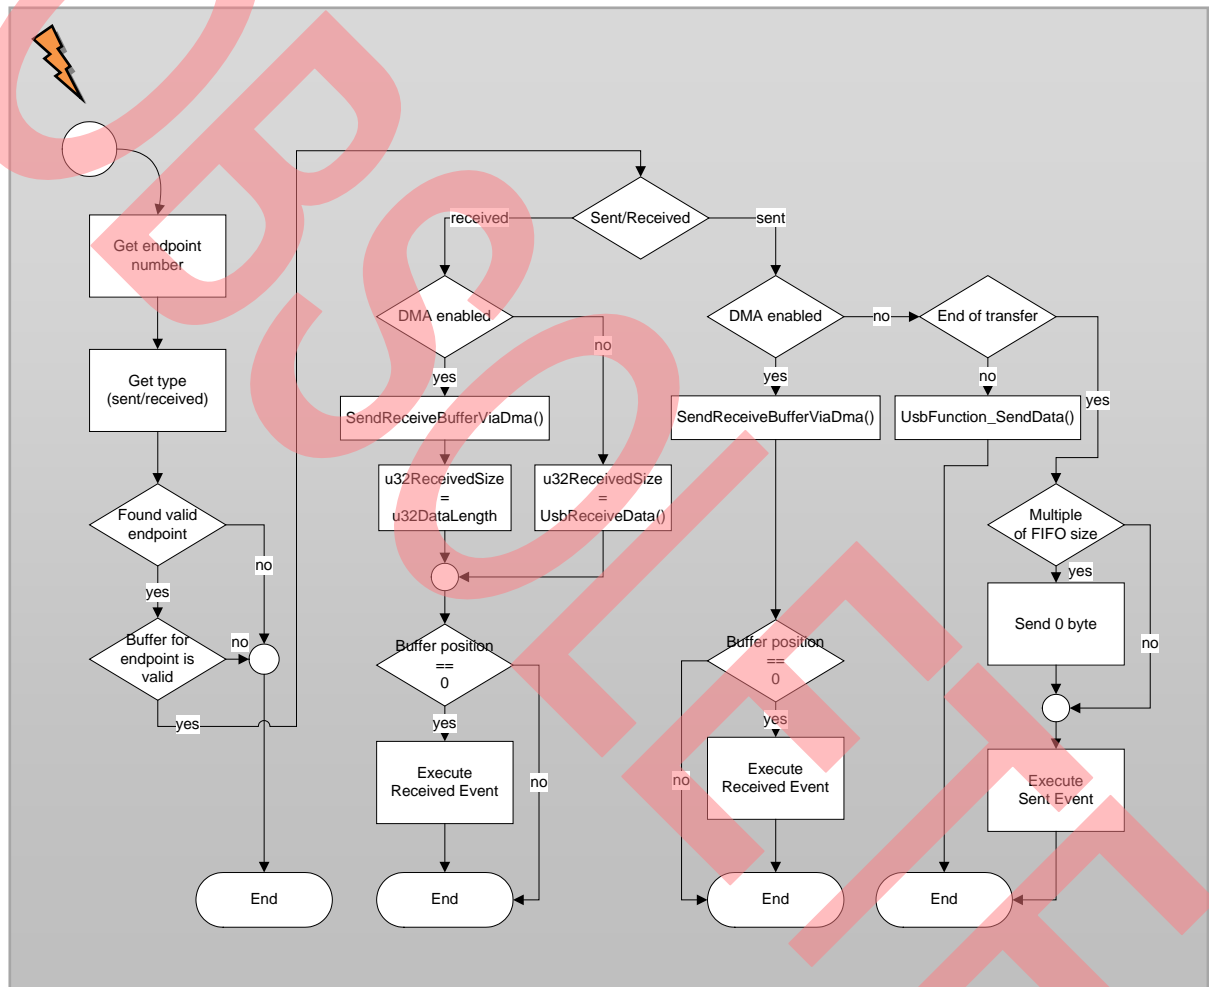 Get endpoint
number
Get type
(sent/received)
Found valid
endpoint
no
yes
Buffer for
endpoint is
valid
no
yes
End
Sent/Received
received
sent
DMA enabled
no
yes
SendReceiveBufferViaDma()
u32ReceivedSize
=
u32DataLength
u32ReceivedSize
=
UsbReceiveData()
Buffer position
==
0
yes
no
Execute
Received Event
End
DMA enabled
no
yes
SendReceiveBufferViaDma()
Buffer position
==
0
yes
no
Execute
Received Event
End
End of transfer
no
yes
UsbFunction_SendData()
Multiple
of FIFO size
yes
no
Send 0 byte
Execute
Sent Event
End
OBSOLETE